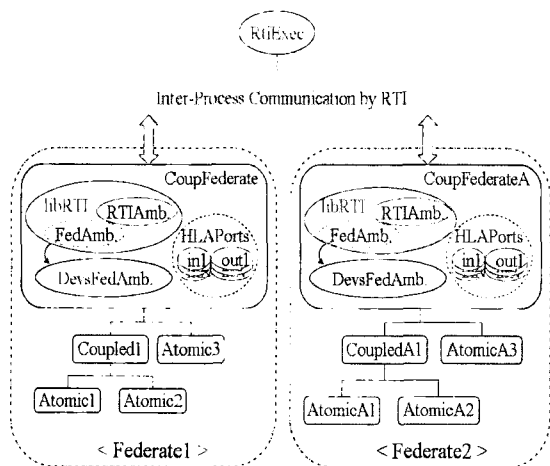 RtiExec
Inter-Process Communication by RTI
CoupFederate
libRTI
RTIAmb.
FedAmb.
HLAPorts
in1 out1
DevsFedAmb.
Coupled1 Atomic3
Atomic1 Atomic2
< Federate1 >
CoupFederateA
libRTI
RTIAmb.
FedAmb.
HLAPorts
in1 out1
DevsFedAmb.
CoupledA1 AtomicA3
AtomicA1 AtomicA2
< Federate2 >